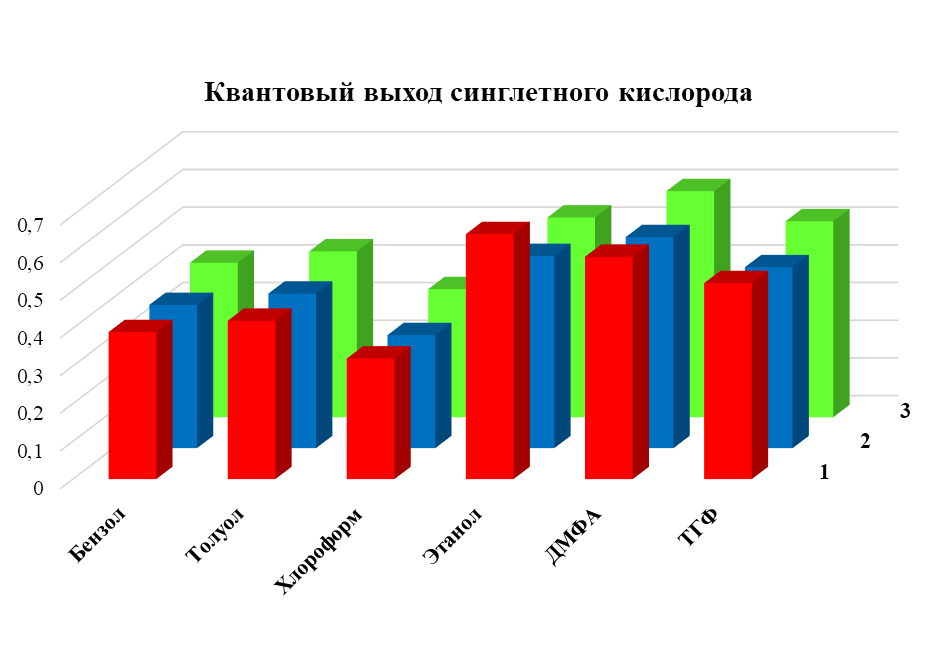 Квантовый выход синглетного кислорода
0,7
0,6
0,5
0,4
0,3
0,2
0,1
0
3
2
1
Бензол
Толуол
Хлороформ
Этанол
ДМФА
ТГФ